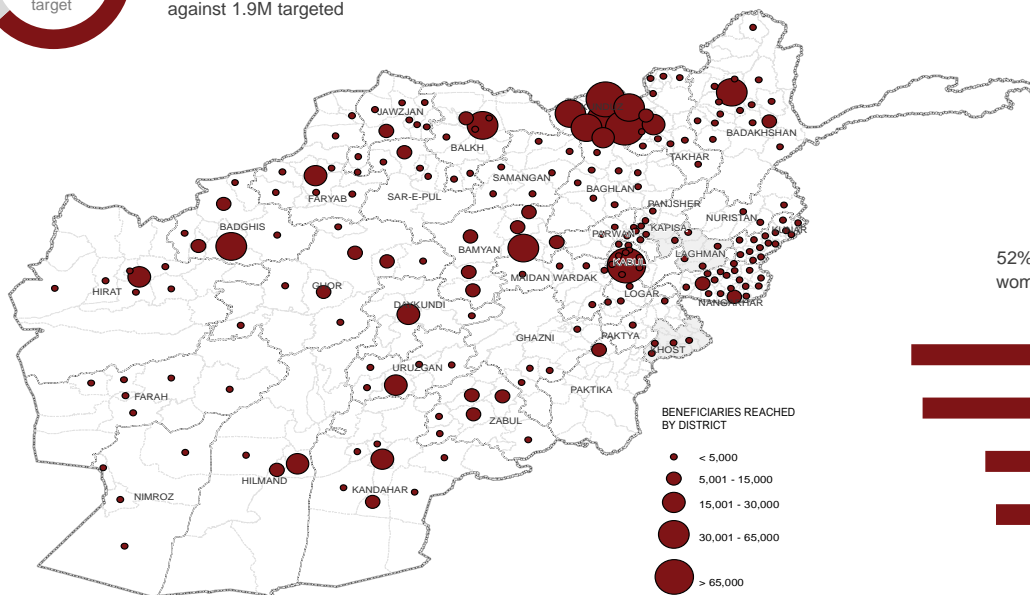 target
against 1.9M targeted
JAWZJAN
BALKH
BADAKHSHAN
TAKHAR
SAMANGAN
BAGHLAN
FARYAB
SAR-E-PUL
PANJSHER
NURISTAN
BADGHIS
PARWAN
KAPISA
KUNAR
BAMYAN
LAGHMAN
KABUL
MAIDAN WARDAK
HIRAT
GHOR
LOGAR
NANGARHAR
DAYKUNDI
GHAZNI
PAKTYA
KHOST
URUZGAN
PAKTIKA
FARAH
ZABUL
HILMAND
KANDAHAR
NIMROZ
52%
wom
BENEFICIARIES REACHED
BY DISTRICT
< 5,000
5,001 - 15,000
15,001 - 30,000
30,001 - 65,000
> 65,000